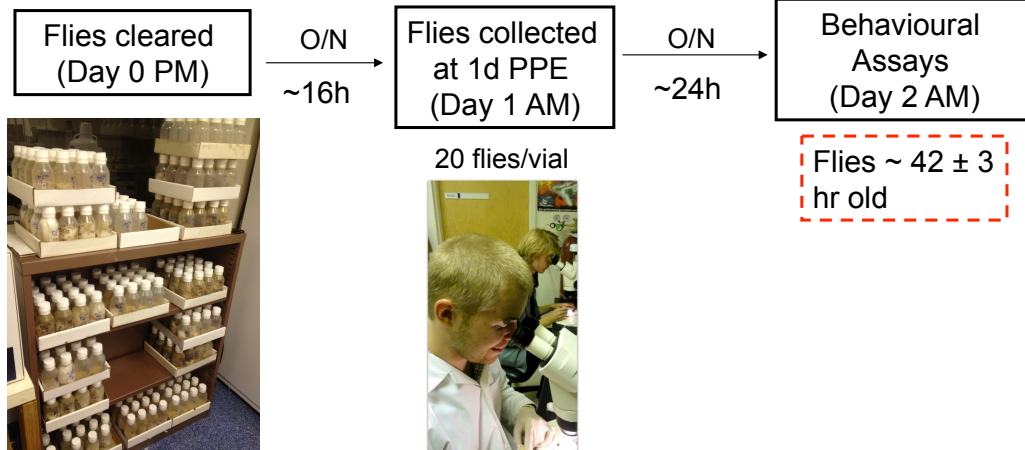 Flies cleared
(Day 0 PM)
O/N
~16h
Flies collected
at 1d PPE
(Day 1 AM)
O/N
~24h
Behavioural
Assays
(Day 2 AM)
20 flies/vial
Flies ~ 42 ± 3
hr old